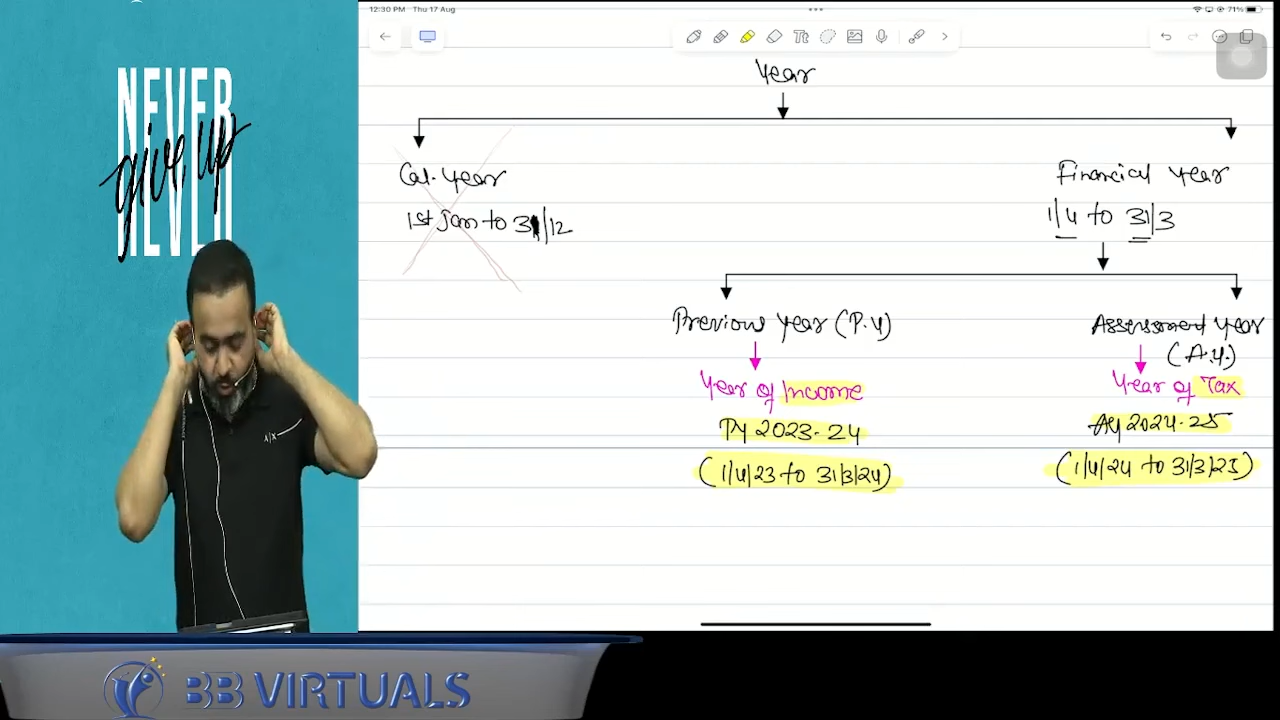 12:30 PM Thu 17 Aug
71%
NEVER
give up
NEVER
Year
Cal. Year
1st Jan to 31/12
Financial Year
1/4 to 31/3
Previous Year (P.Y)
Assessment Year
(A.Y.)
Year of Income
Year of Tax
PY 2023-24
AY 2024-25
(1/4/23 to 31/3/24)
(1/4/24 to 31/3/25)
A|X
BB VIRTUALS